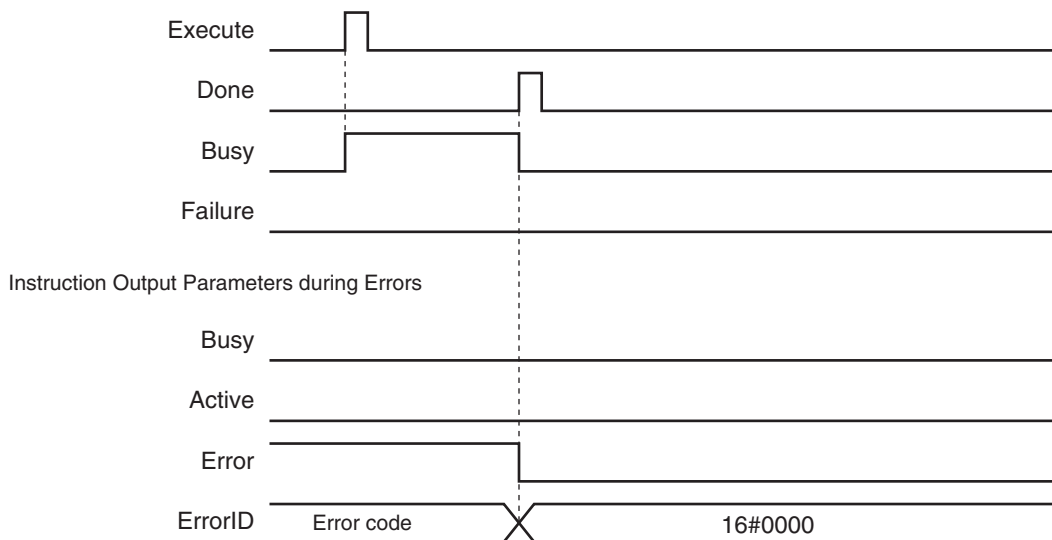 Execute
Done
Busy
Failure
Instruction Output Parameters during Errors
Busy
Active
Error
ErrorID Error code 16#0000